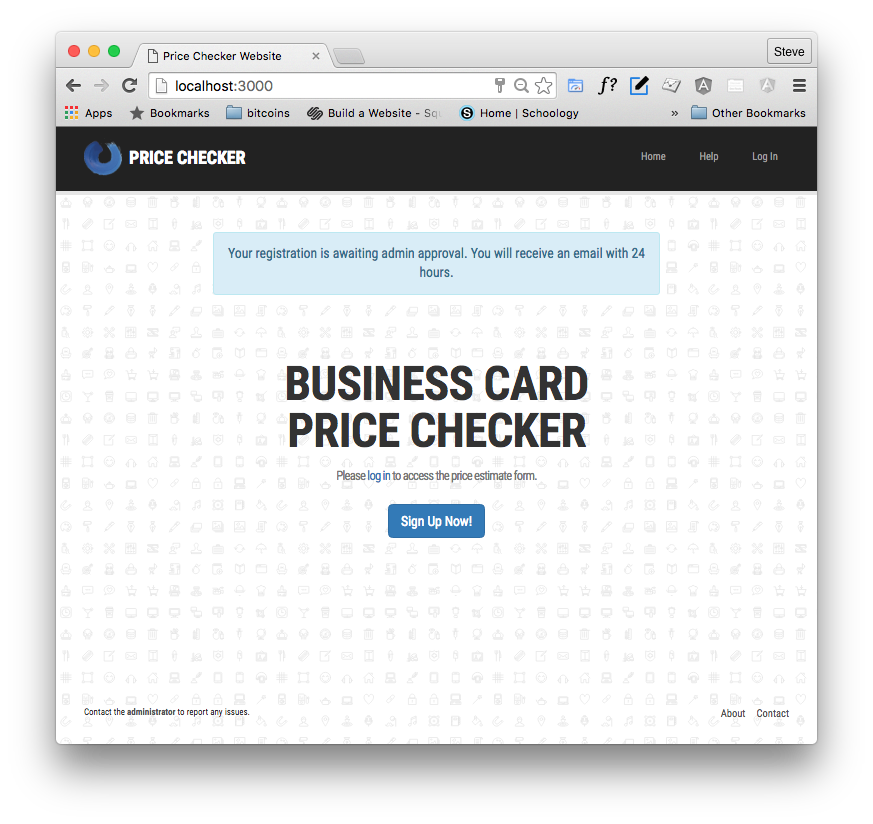 Price Checker Website
Steve
localhost:3000
f?
Apps
Bookmarks
bitcoins
Build a Website - Squ
Home | Schoology
»
Other Bookmarks
PRICE CHECKER
Home
Help
Log In
Your registration is awaiting admin approval. You will receive an email with 24
hours.
BUSINESS CARD
PRICE CHECKER
Please log in to access the price estimate form.
Sign Up Now!
Contact the administrator to report any issues.
About
Contact